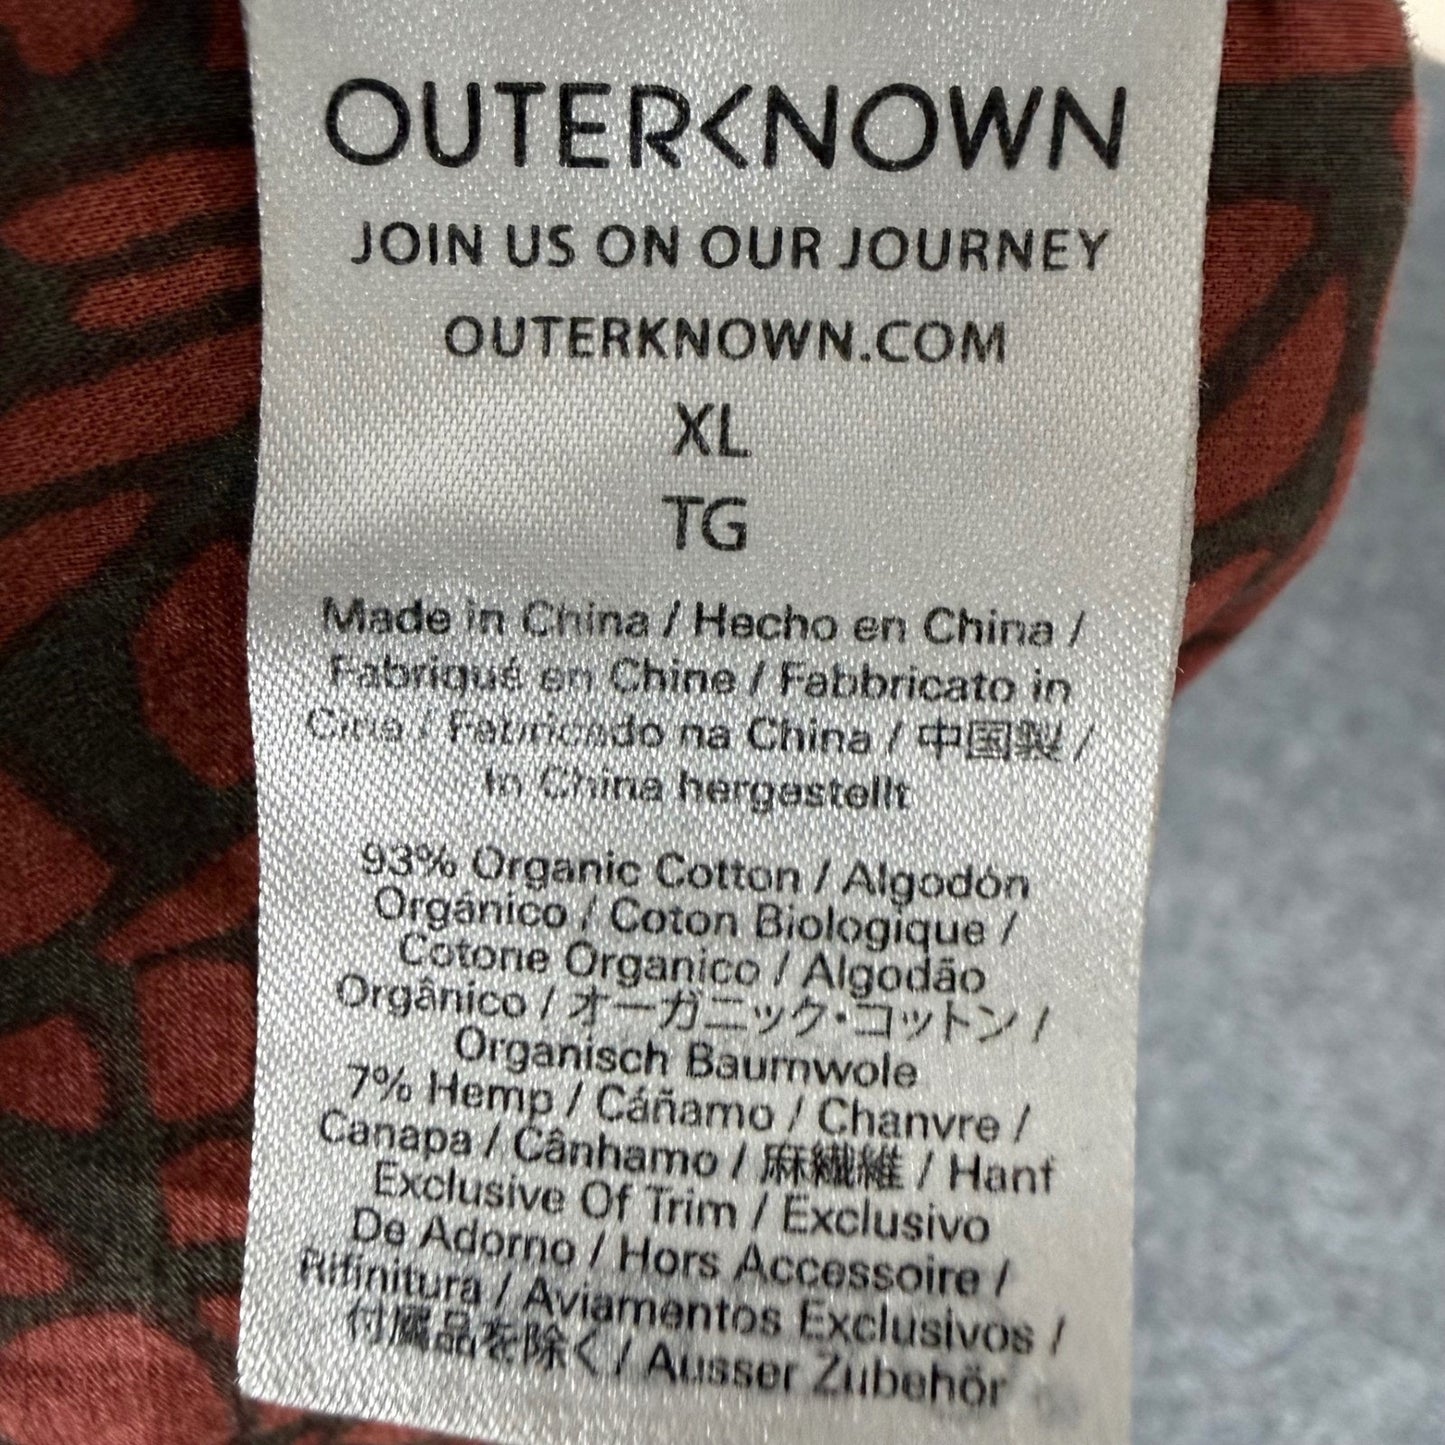 OUTERKNOWN
JOIN US ON OUR JOURNEY
OUTERKNOWN.COM
XL
TG
Made in China / Hecho en China /
Fabriqué en Chine / Fabbricato in
Cina / Fabricado na China / 中国製 /
In China hergestellt
93% Organic Cotton / Algodón
Orgánico / Coton Biologique /
Cotone Organico / Algodão
Orgânico / オーガニック・コットン /
Organisch Baumwole
7% Hemp / Cáñamo / Chanvre /
Canapa / Cânhamo / 麻繊維 / Hanf
Exclusive Of Trim / Exclusivo
De Adorno / Hors Accessoire /
Rifinitura / Aviamentos Exclusivos /
付属品を除く / Ausser Zubehör